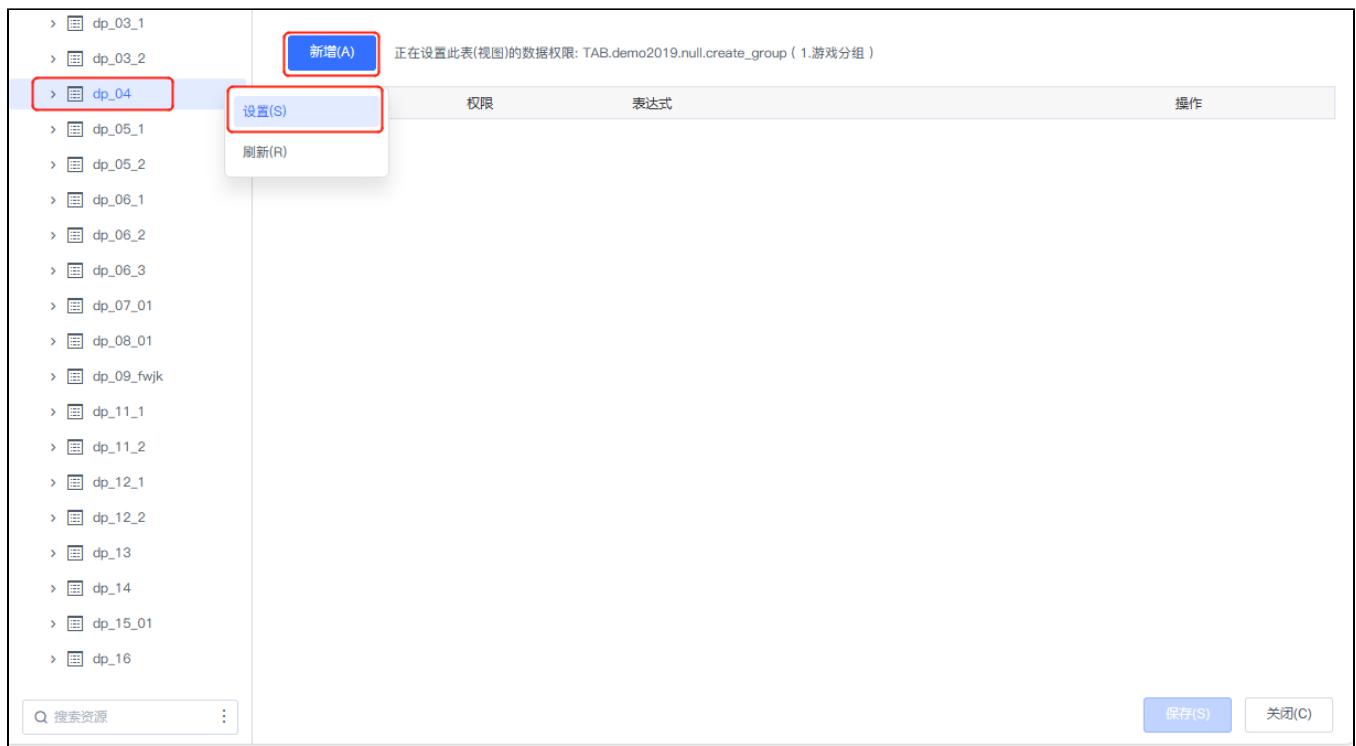 dp_03_1
dp_03_2
dp_04
dp_05_1
dp_05_2
dp_06_1
dp_06_2
dp_06_3
dp_07_01
dp_08_01
dp_09_fwjk
dp_11_1
dp_11_2
dp_12_1
dp_12_2
dp_13
dp_14
dp_15_01
dp_16
搜索资源
新增(A) 正在设置此表(视图)的数据权限: TAB.demo2019.null.create_group ( 1.游戏分组 )
权限 表达式 操作
设置(S)
刷新(R)
保存(S) 关闭(C)